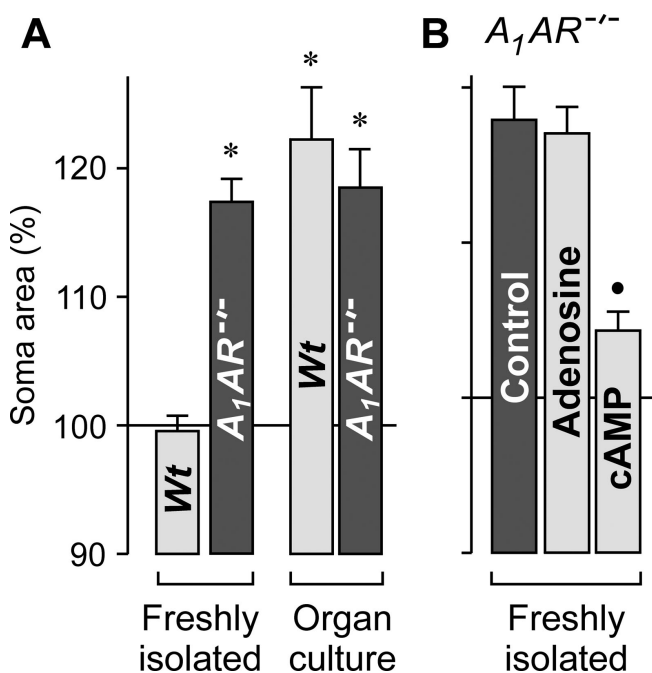 A
B A₁AR⁻/⁻
Soma area (%)
120
110
100
90
*
*
*
Wt
A₁AR⁻/⁻
Wt
A₁AR⁻/⁻
Freshly
isolated
Organ
culture
Control
Adenosine
cAMP
•
Freshly
isolated